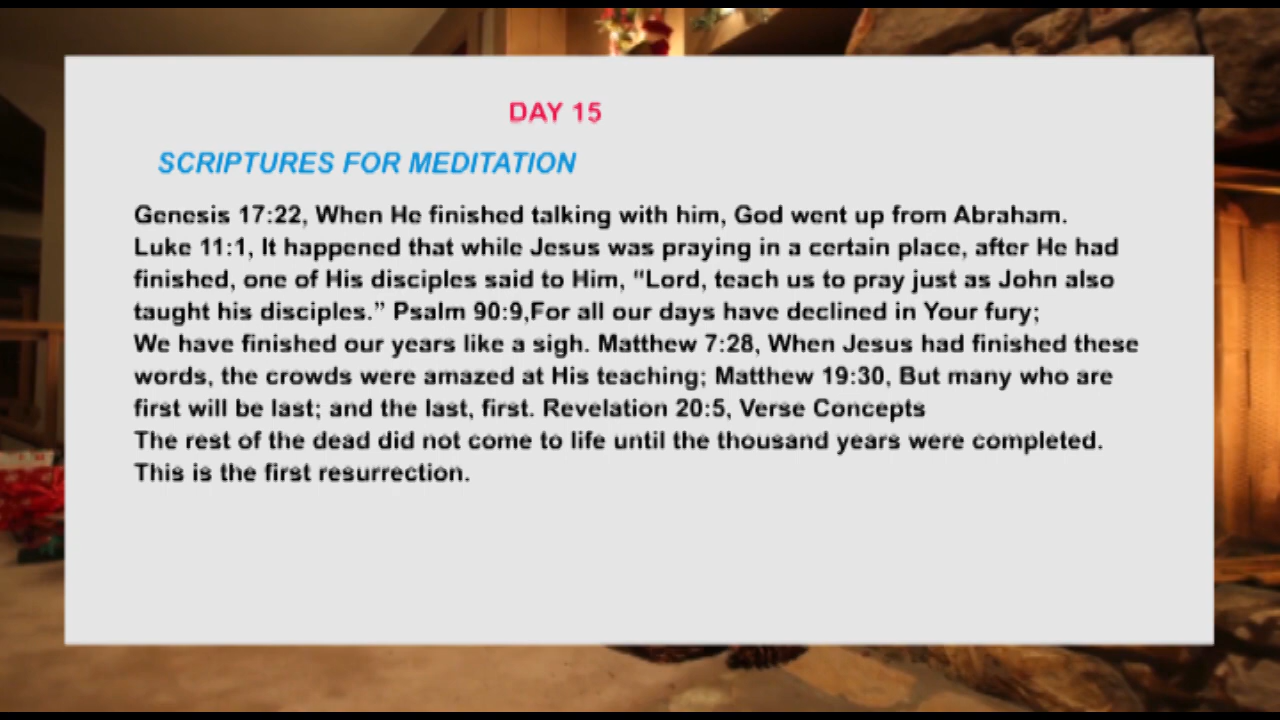 DAY 15
SCRIPTURES FOR MEDITATION
Genesis 17:22, When He finished talking with him, God went up from Abraham.
Luke 11:1, It happened that while Jesus was praying in a certain place, after He had
finished, one of His disciples said to Him, "Lord, teach us to pray just as John also
taught his disciples.” Psalm 90:9,For all our days have declined in Your fury;
We have finished our years like a sigh. Matthew 7:28, When Jesus had finished these
words, the crowds were amazed at His teaching; Matthew 19:30, But many who are
first will be last; and the last, first. Revelation 20:5, Verse Concepts
The rest of the dead did not come to life until the thousand years were completed.
This is the first resurrection.